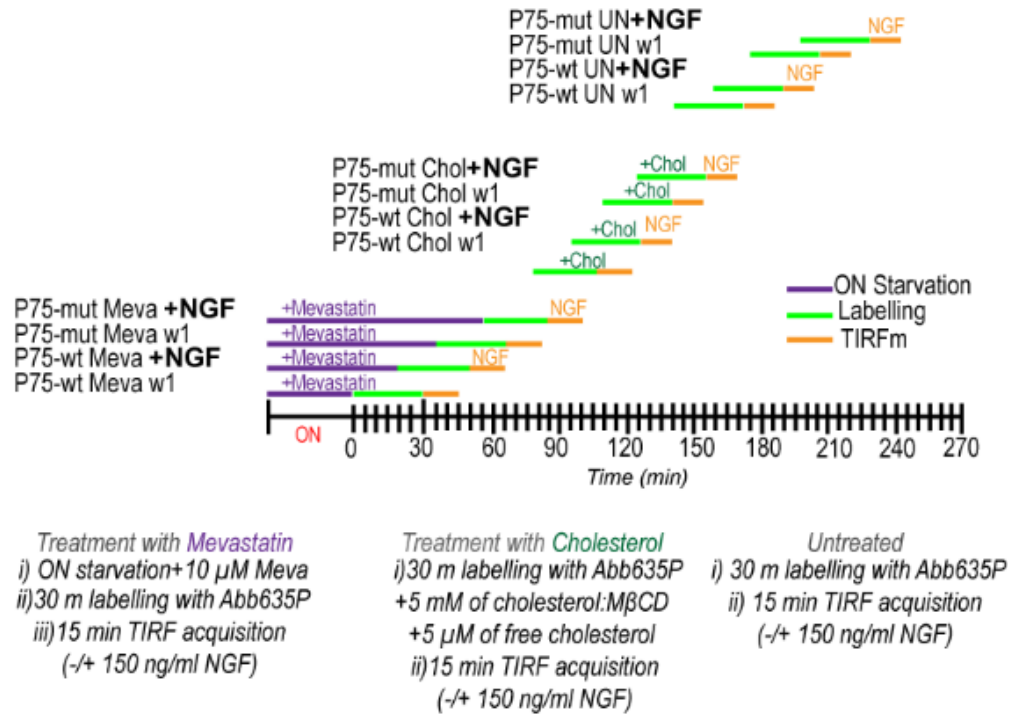 P75-mut UN+NGF
P75-mut UN w1
P75-wt UN+NGF
P75-wt UN w1
NGF
NGF
P75-mut Chol+NGF
P75-mut Chol w1
P75-wt Chol +NGF
P75-wt Chol w1
+Chol NGF
+Chol
+Chol NGF
+Chol
P75-mut Meva +NGF
P75-mut Meva w1
P75-wt Meva +NGF
P75-wt Meva w1
+Mevastatin NGF
+Mevastatin
+Mevastatin NGF
+Mevastatin
ON Starvation
Labelling
TIRFm
ON 0 30 60 90 120 150 180 210 240 270
Time (min)
Treatment with Mevastatin
i) ON starvation+10 µM Meva
ii)30 m labelling with Abb635P
iii)15 min TIRF acquisition
(-/+ 150 ng/ml NGF)
Treatment with Cholesterol
i)30 m labelling with Abb635P
+5 mM of cholesterol:MβCD
+5 µM of free cholesterol
ii)15 min TIRF acquisition
(-/+ 150 ng/ml NGF)
Untreated
i) 30 m labelling with Abb635P
ii) 15 min TIRF acquisition
(-/+ 150 ng/ml NGF)